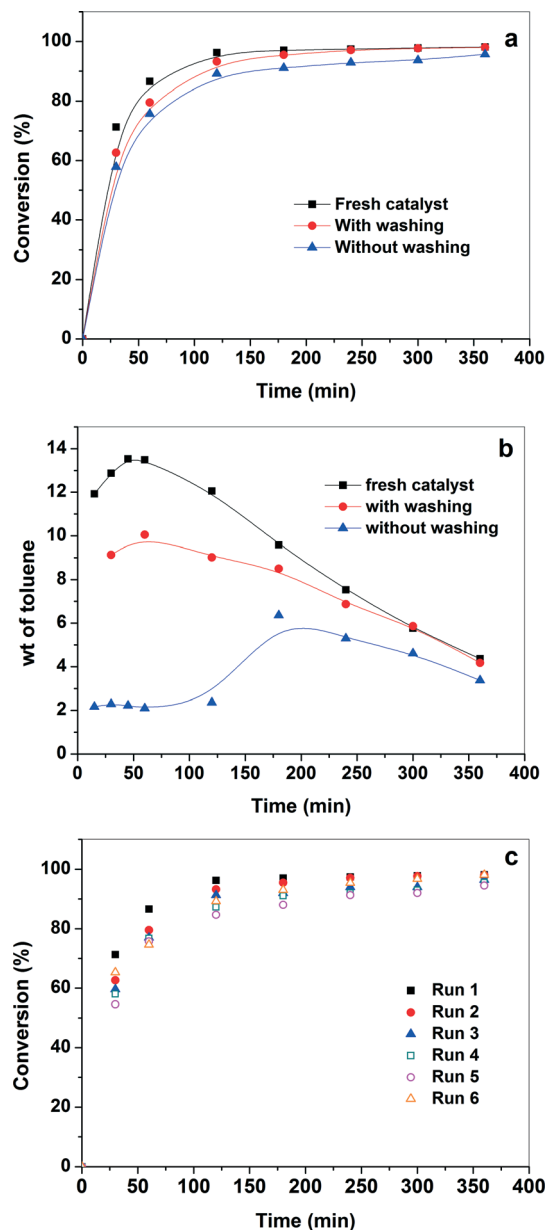 a
100
80
60
40
20
0
Conversion (%)
Fresh catalyst
With washing
Without washing
0 50 100 150 200 250 300 350 400
Time (min)
b
14
12
10
8
6
4
2
0
wt of toluene
fresh catalyst
with washing
without washing
0 50 100 150 200 250 300 350 400
Time (min)
c
100
80
60
40
20
0
Conversion (%)
Run 1
Run 2
Run 3
Run 4
Run 5
Run 6
0 50 100 150 200 250 300 350 400
Time (min)